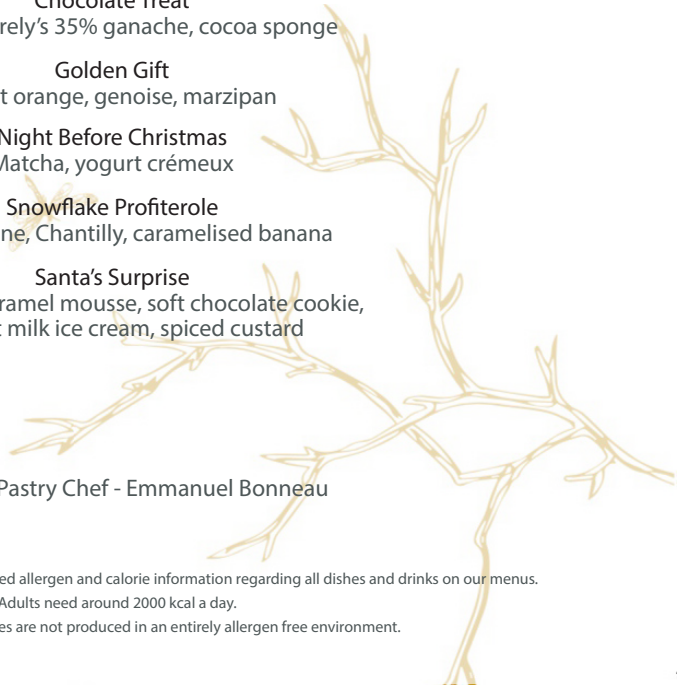 Chocolate Treat
rely's 35% ganache, cocoa sponge
Golden Gift
t orange, genoise, marzipan
Night Before Christmas
Matcha, yogurt crémeux
Snowflake Profiterole
ne, Chantilly, caramelised banana
Santa's Surprise
ramel mousse, soft chocolate cookie,
t milk ice cream, spiced custard
Pastry Chef - Emmanuel Bonneau
ed allergen and calorie information regarding all dishes and drinks on our menus.
Adults need around 2000 kcal a day.
es are not produced in an entirely allergen free environment.